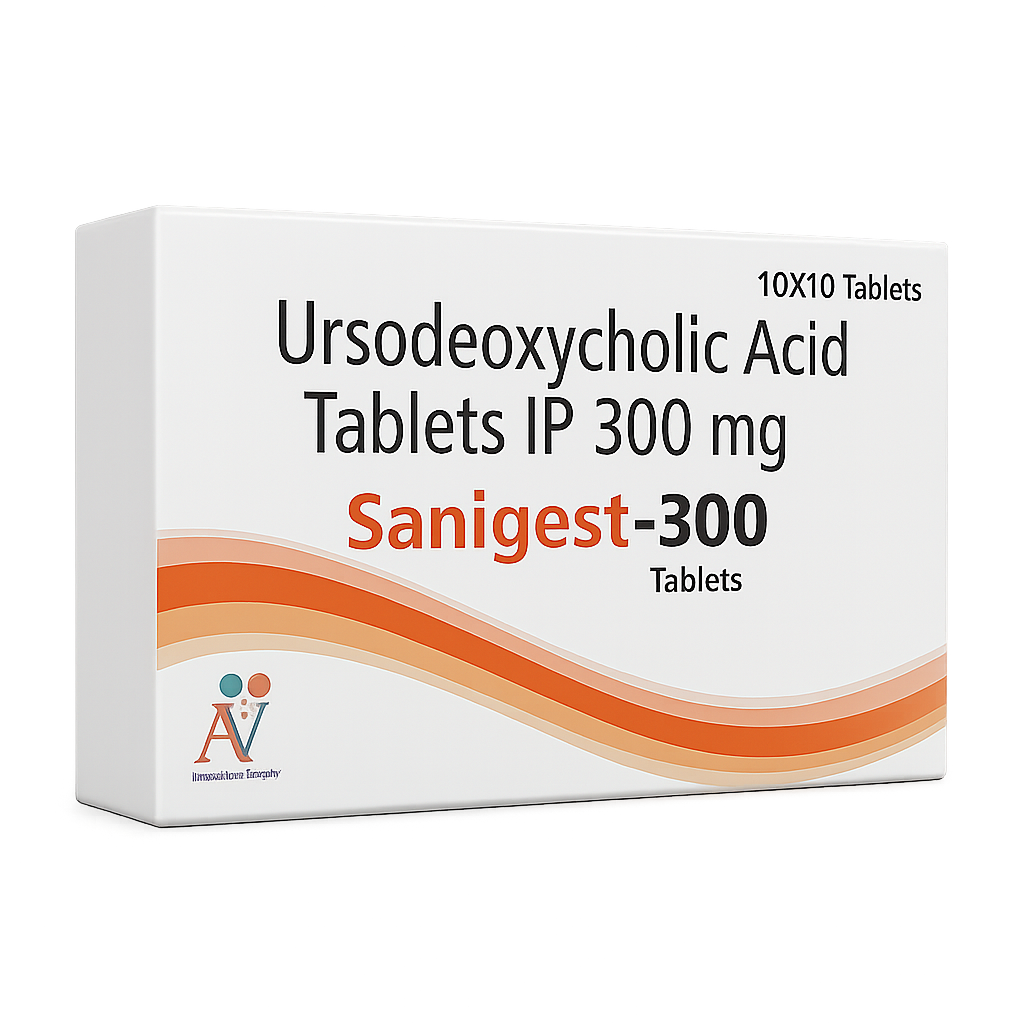 10X10 Tablets
Ursodeoxycholic Acid
Tablets IP 300 mg
Sanigest-300
Tablets
AV